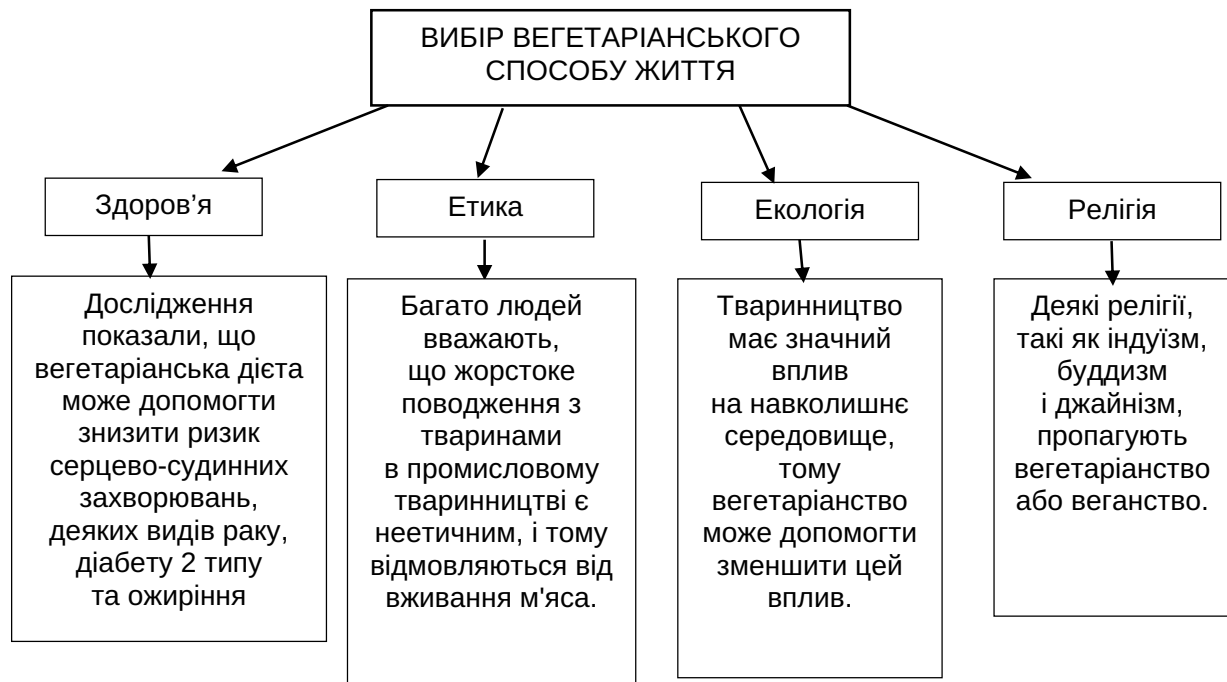 ВИБІР ВЕГЕТАРІАНСЬКОГО
СПОСОБУ ЖИТТЯ
Здоров’я
Етика
Екологія
Релігія
Дослідження
показали, що
вегетаріанська дієта
може допомогти
знизити ризик
серцево-судинних
захворювань,
деяких видів раку,
діабету 2 типу
та ожиріння
Багато людей
вважають,
що жорстоке
поводження з
тваринами
в промисловому
тваринництві є
неетичним, і тому
відмовляються від
вживання м'яса.
Тваринництво
має значний
вплив
на навколишнє
середовище,
тому
вегетаріанство
може допомогти
зменшити цей
вплив.
Деякі релігії,
такі як індуїзм,
буддизм
і джайнізм,
пропагують
вегетаріанство
або веганство.